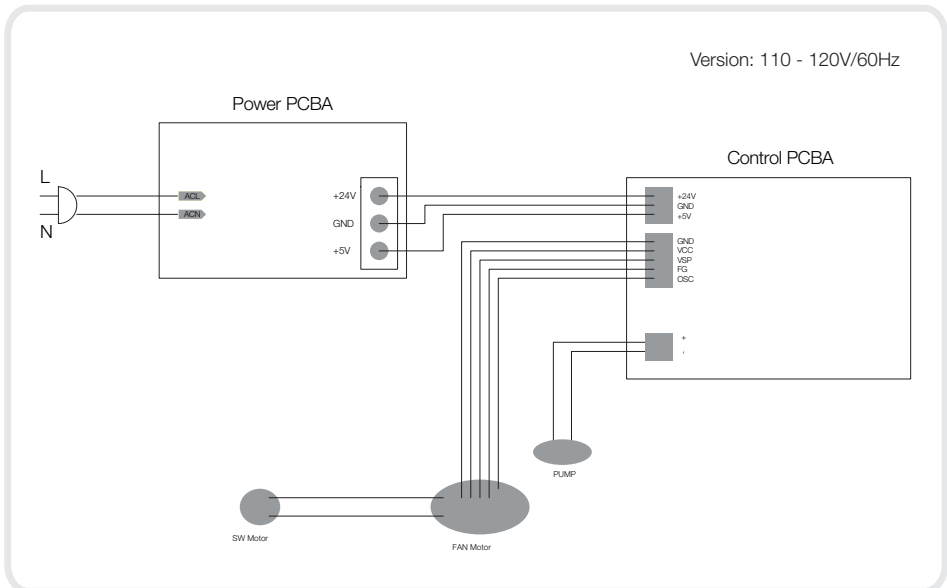 Version: 110 - 120V/60Hz
Power PCBA
Control PCBA
L
N
ACL
ACN
+24V
GND
+5V
+24V
GND
+5V
GND
VCC
VSP
FG
OSC
+
-
PUMP
SW Motor
FAN Motor